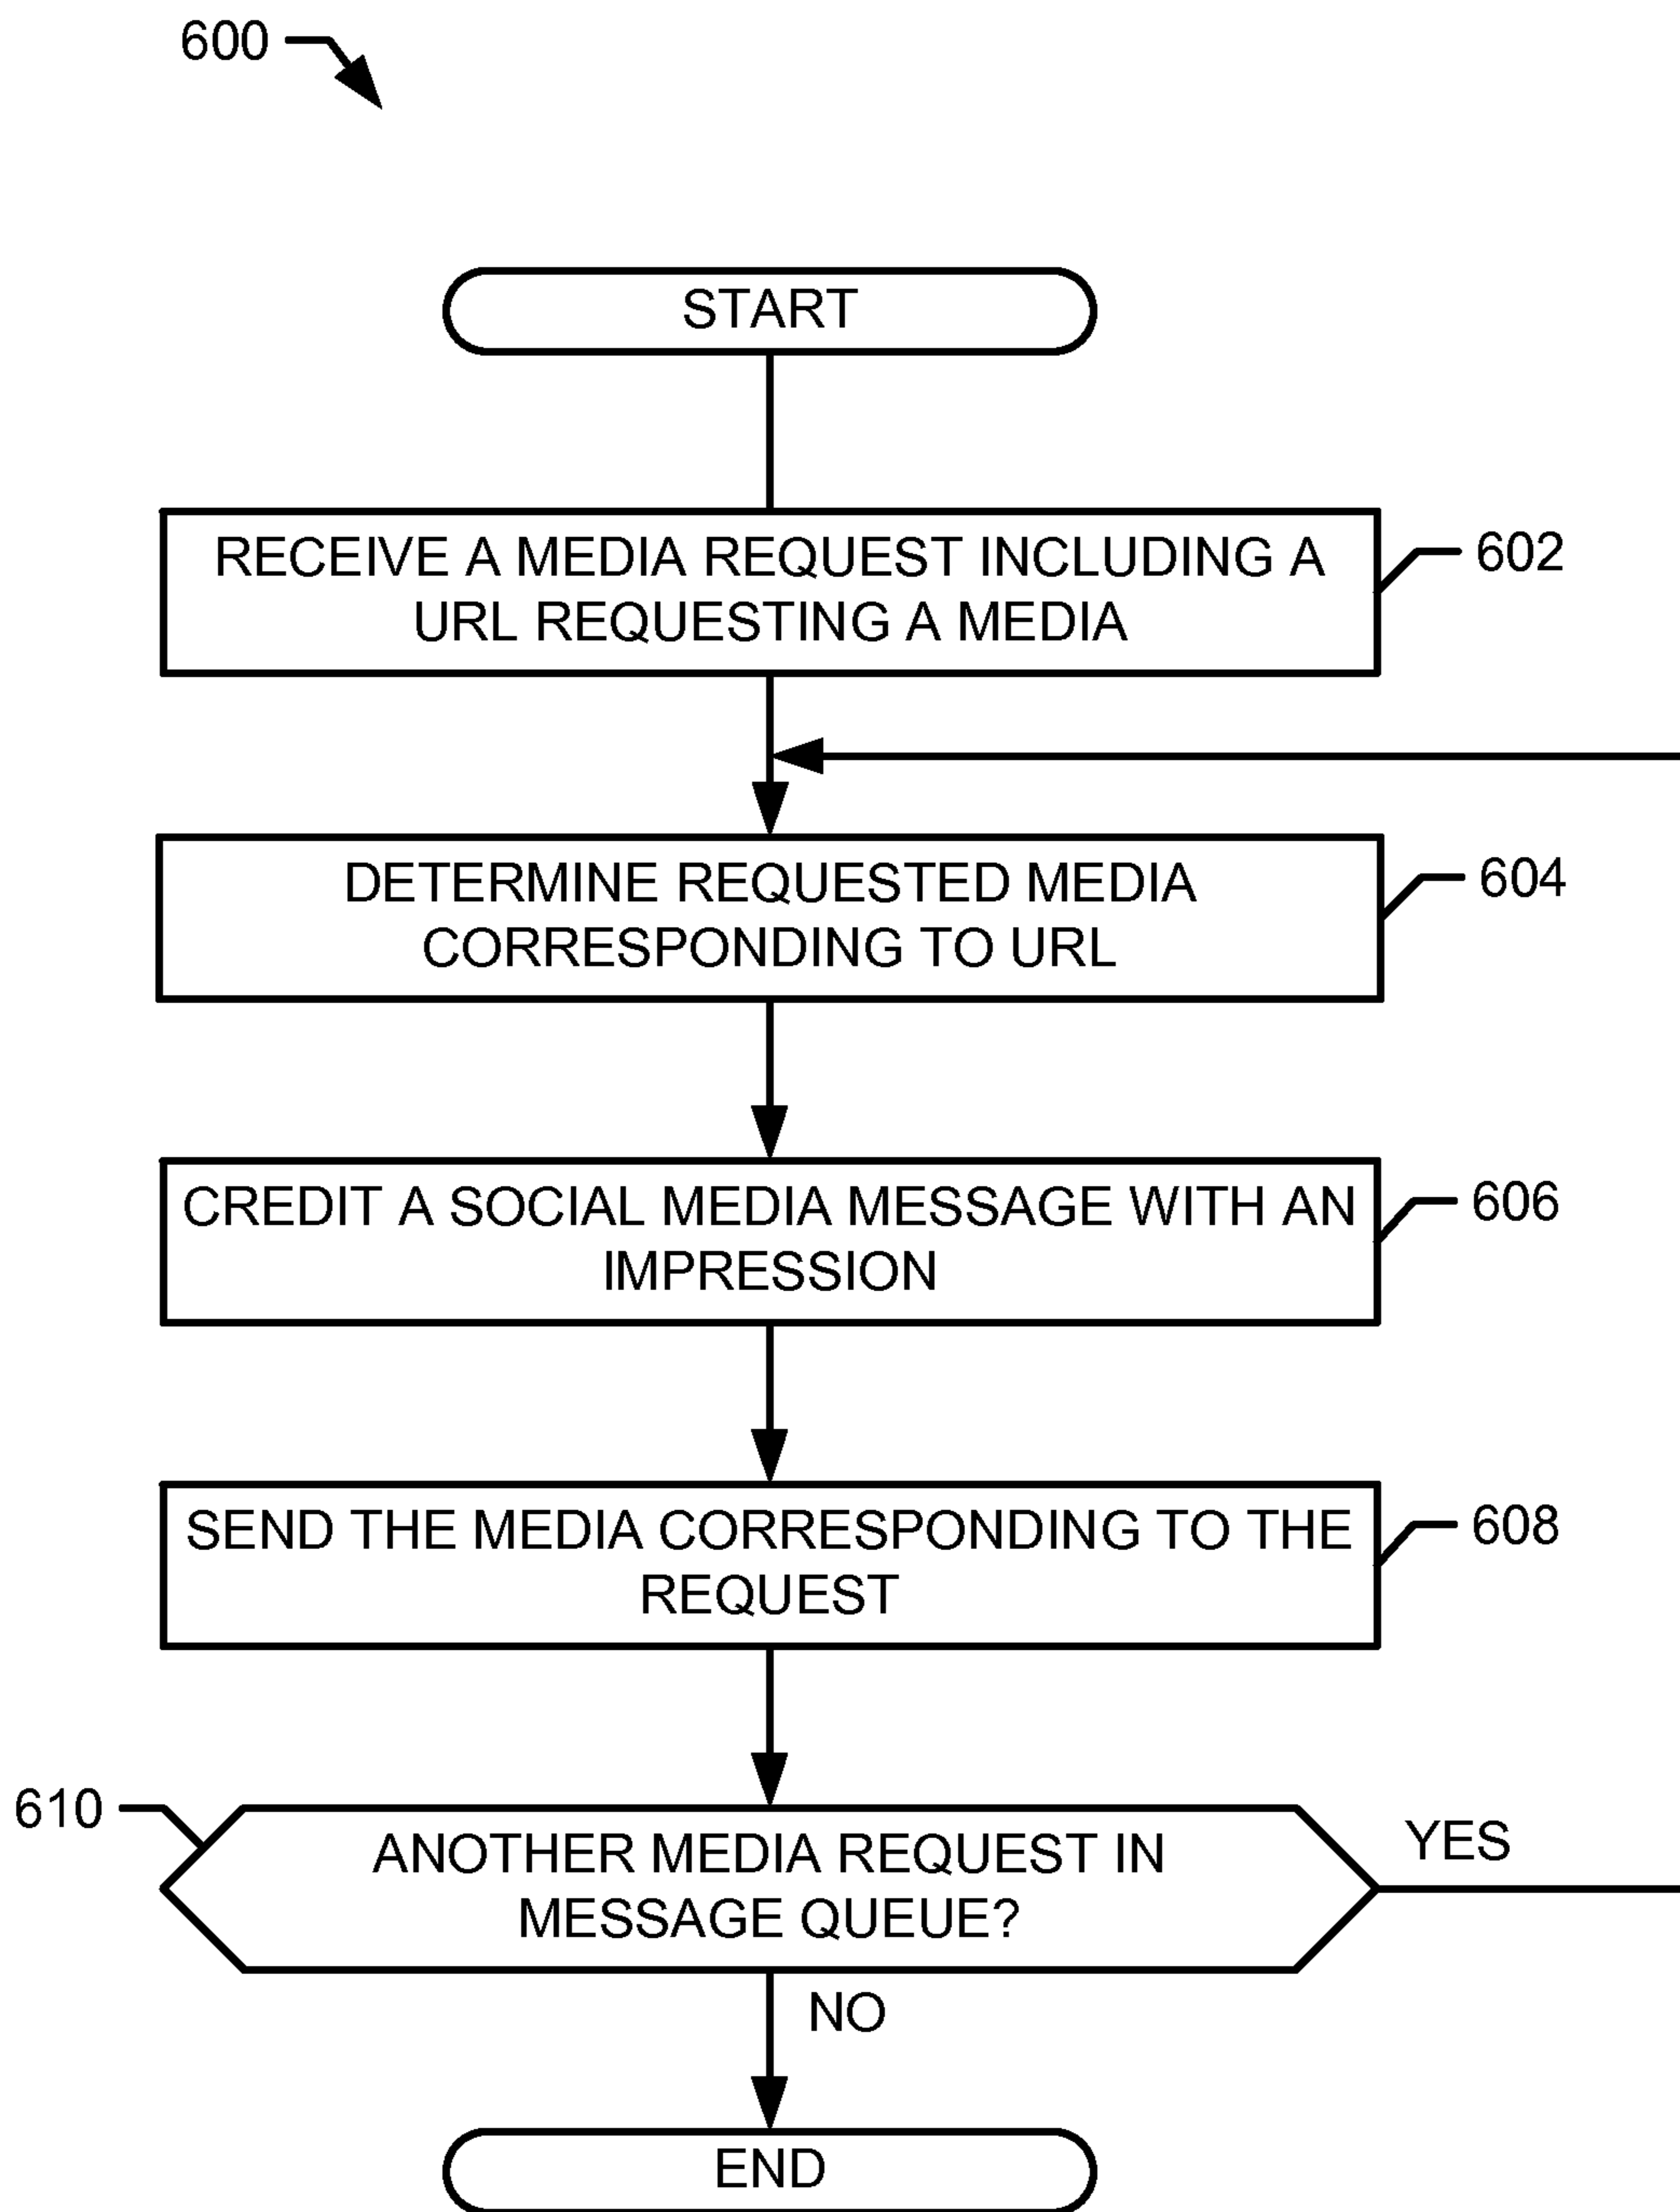 600
START
RECEIVE A MEDIA REQUEST INCLUDING A
URL REQUESTING A MEDIA
602
DETERMINE REQUESTED MEDIA
CORRESPONDING TO URL
604
CREDIT A SOCIAL MEDIA MESSAGE WITH AN
IMPRESSION
606
SEND THE MEDIA CORRESPONDING TO THE
REQUEST
608
610
ANOTHER MEDIA REQUEST IN
MESSAGE QUEUE?
YES
NO
END